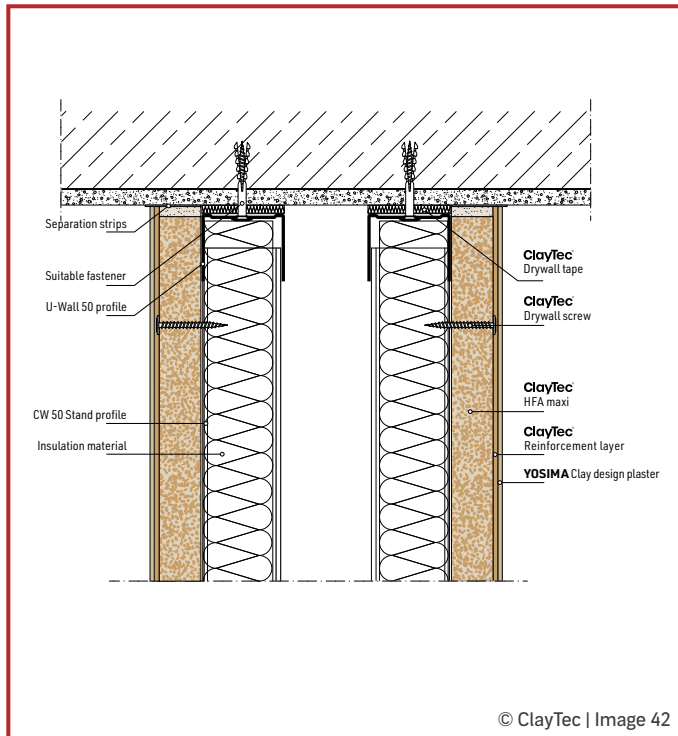 Separation strips
Suitable fastener
U-Wall 50 profile
CW 50 Stand profile
Insulation material
ClayTec®
Drywall tape
ClayTec®
Drywall screw
ClayTec®
HFA maxi
ClayTec®
Reinforcement layer
YOSIMA Clay design plaster
© ClayTec | Image 42